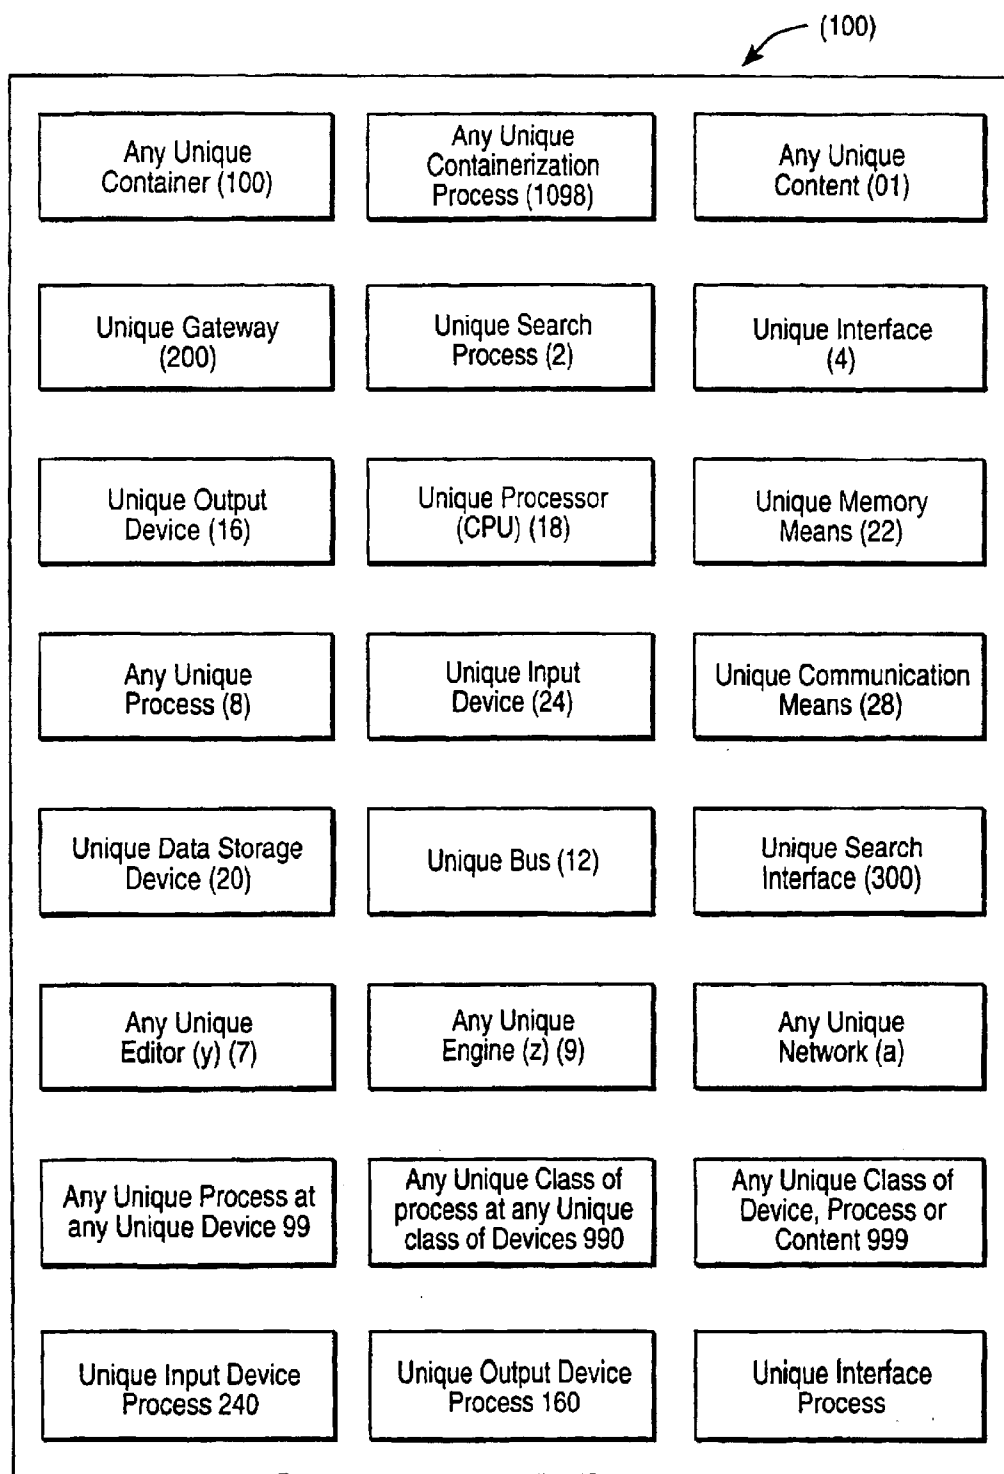 (100)
Any Unique
Container (100)
Any Unique
Containerization
Process (1098)
Any Unique
Content (01)
Unique Gateway
(200)
Unique Search
Process (2)
Unique Interface
(4)
Unique Output
Device (16)
Unique Processor
(CPU) (18)
Unique Memory
Means (22)
Any Unique
Process (8)
Unique Input
Device (24)
Unique Communication
Means (28)
Unique Data Storage
Device (20)
Unique Bus (12)
Unique Search
Interface (300)
Any Unique
Editor (y) (7)
Any Unique
Engine (z) (9)
Any Unique
Network (a)
Any Unique Process at
any Unique Device 99
Any Unique Class of
process at any Unique
class of Devices 990
Any Unique Class of
Device, Process or
Content 999
Unique Input Device
Process 240
Unique Output Device
Process 160
Unique Interface
Process